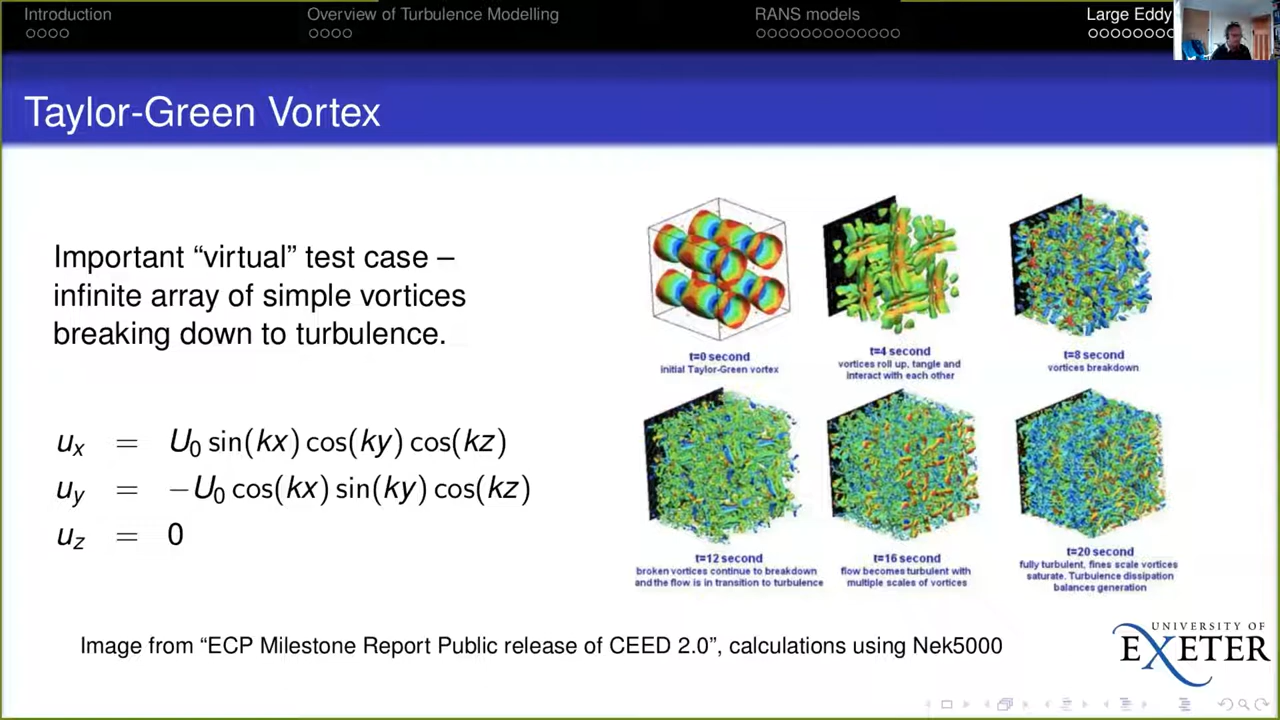 Introduction
Overview of Turbulence Modelling
RANS models
Large Eddy
Taylor-Green Vortex
Important “virtual” test case –
infinite array of simple vortices
breaking down to turbulence.
u_x = U_0 sin(kx) cos(ky) cos(kz)
u_y = −U_0 cos(kx) sin(ky) cos(kz)
u_z = 0
t=0 second
initial Taylor-Green vortex
t=4 second
vortices roll up, tangle and
interact with each other
t=8 second
vortices breakdown
t=12 second
broken vortices continue to breakdown
and the flow is in transition to turbulence
t=16 second
flow becomes turbulent with
multiple scales of vortices
t=20 second
fully turbulent, fines scale vortices
saturate. Turbulence dissipation
balances generation
Image from “ECP Milestone Report Public release of CEED 2.0”, calculations using Nek5000
UNIVERSITY OF
EXETER